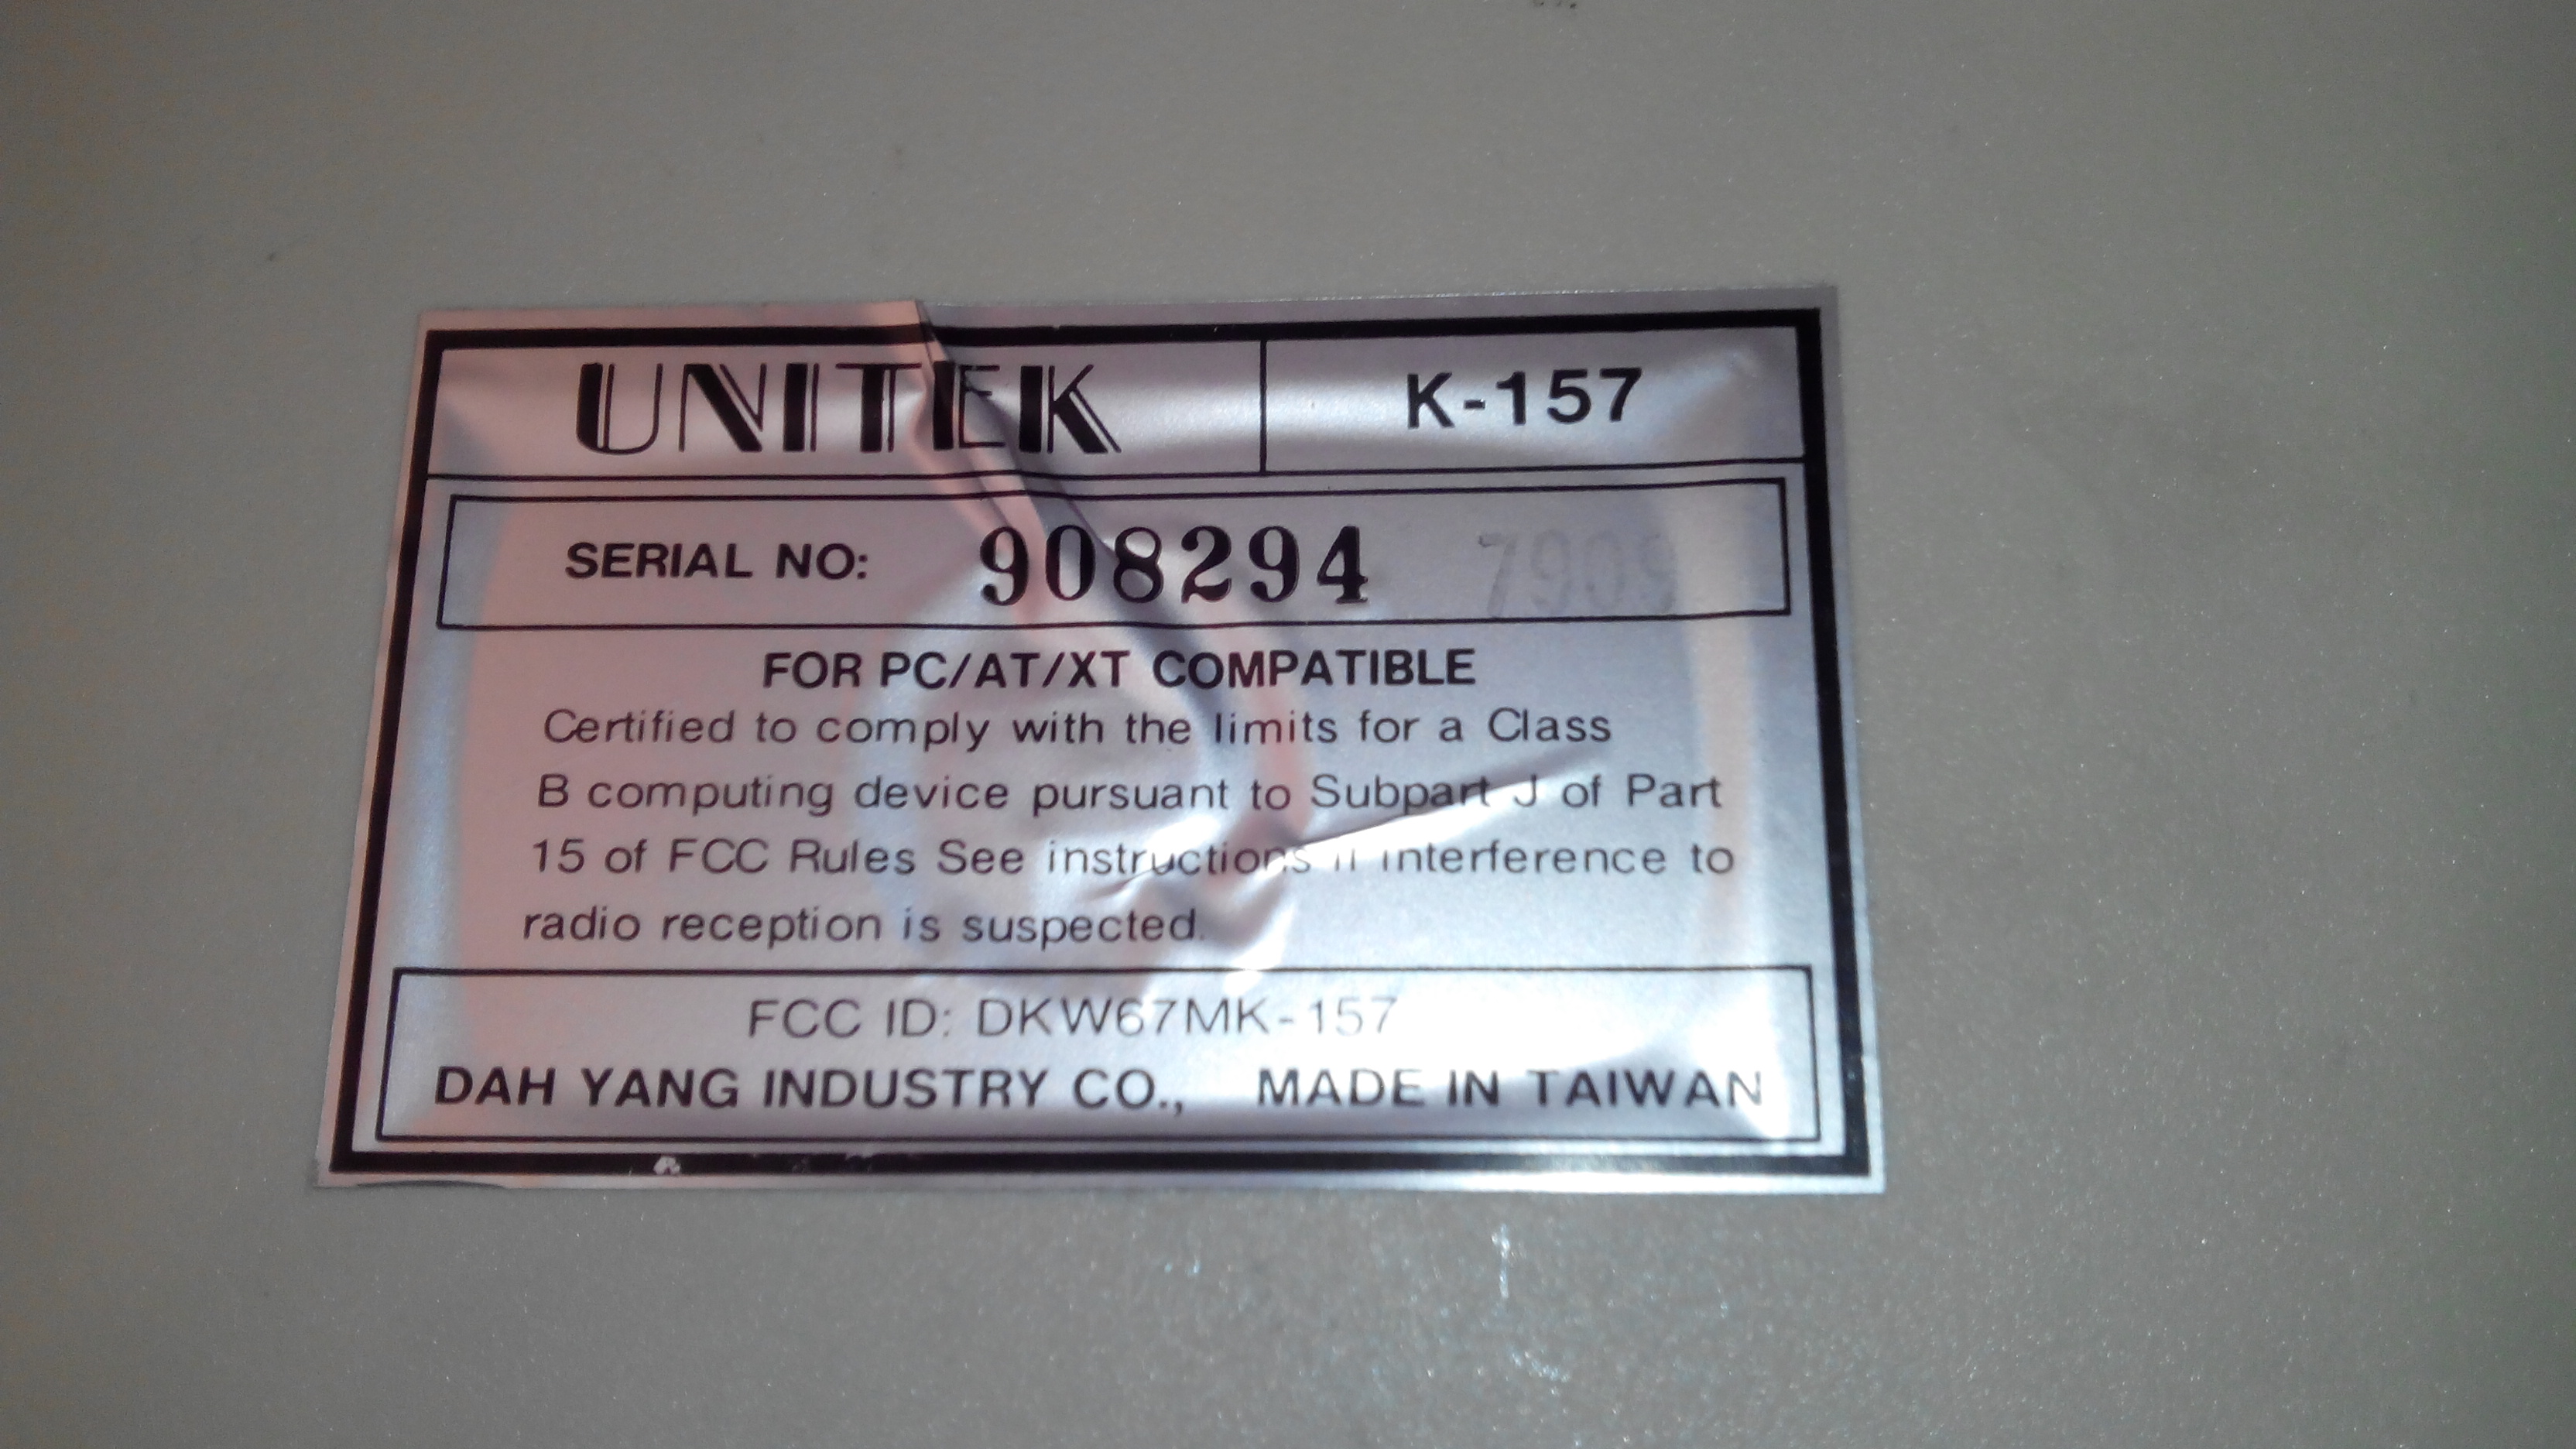 UNITEK K-157
SERIAL NO: 908294 7909
FOR PC/AT/XT COMPATIBLE
Certified to comply with the limits for a Class
B computing device pursuant to Subpart J of Part
15 of FCC Rules See instructions if interference to
radio reception is suspected.
FCC ID: DKW67MK-157
DAH YANG INDUSTRY CO., MADE IN TAIWAN